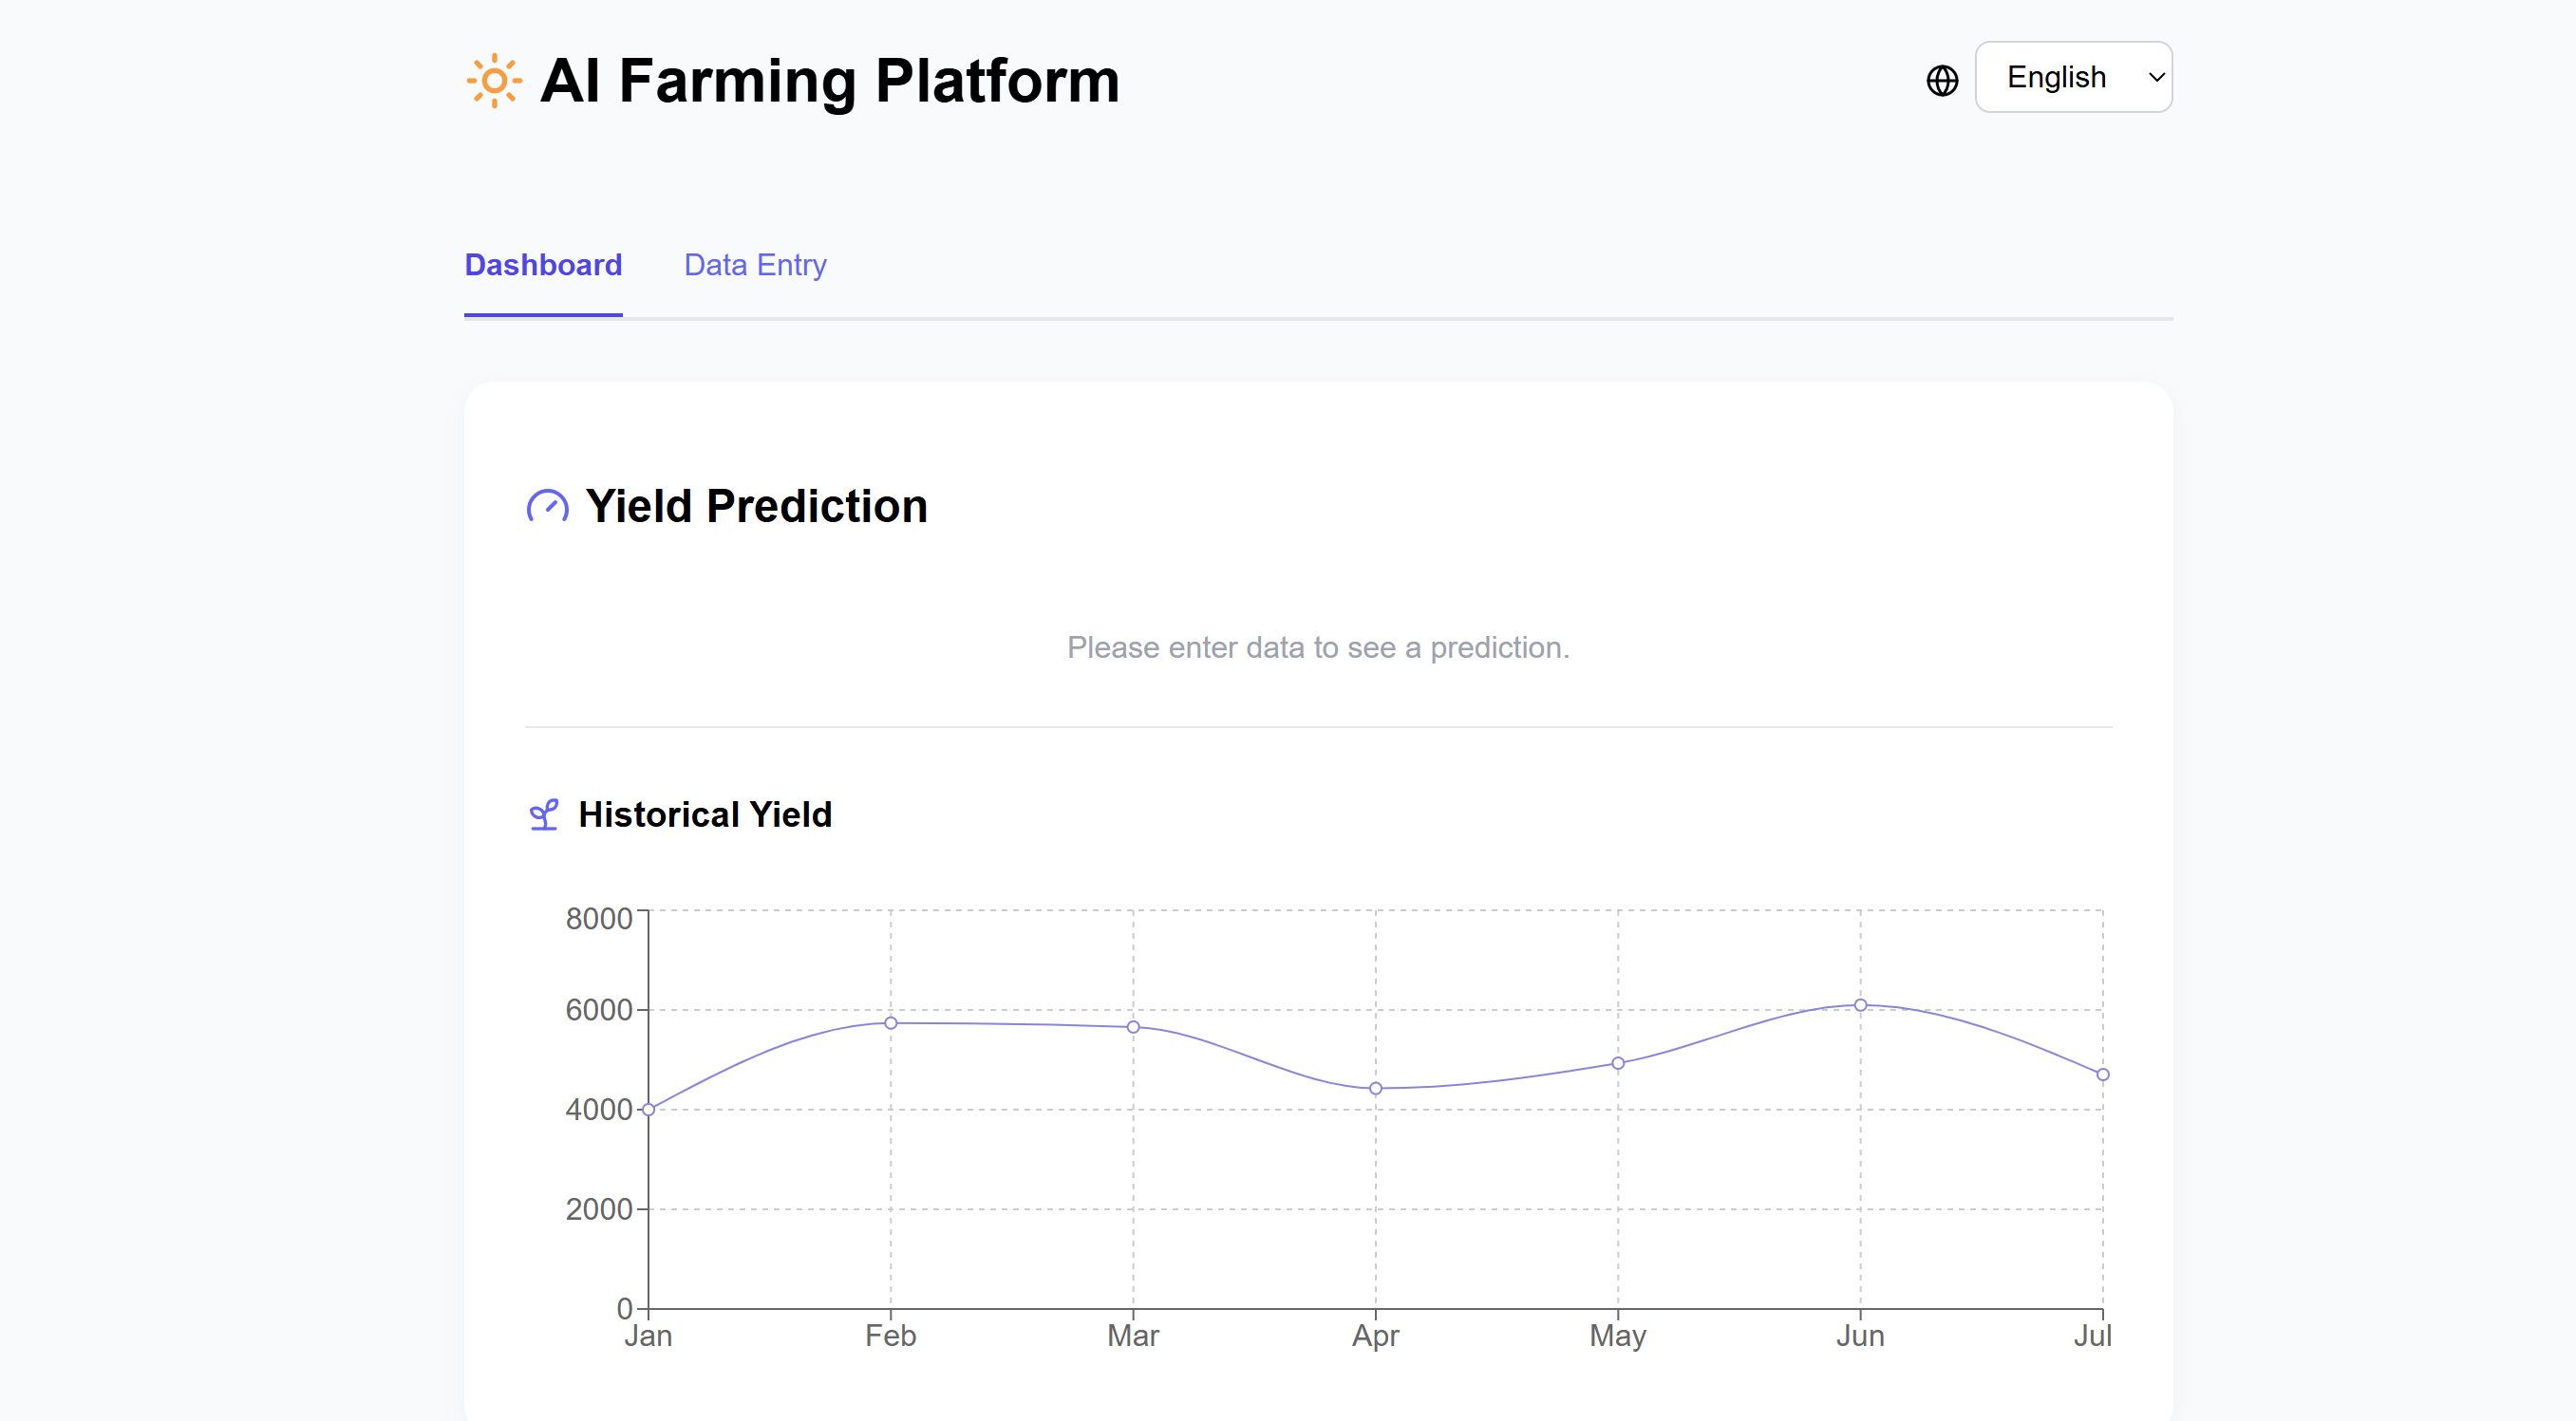 AI Farming Platform
English
Dashboard
Data Entry
Yield Prediction
Please enter data to see a prediction.
Historical Yield
8000
6000
4000
2000
0
Jan
Feb
Mar
Apr
May
Jun
Jul